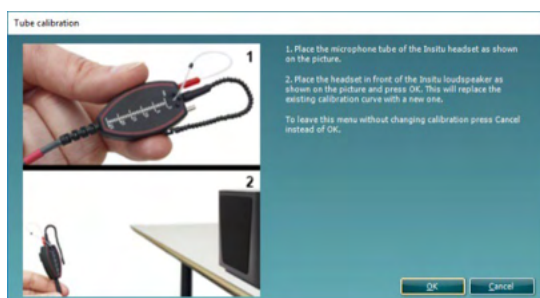 Tube calibration
1
1. Place the microphone tube of the Insitu headset as shown
on the picture.
2. Place the headset in front of the Insitu loudspeaker as
shown on the picture and press OK. This will replace the
existing calibration curve with a new one.
To leave this menu without changing calibration press Cancel
instead of OK.
2
OK
Cancel